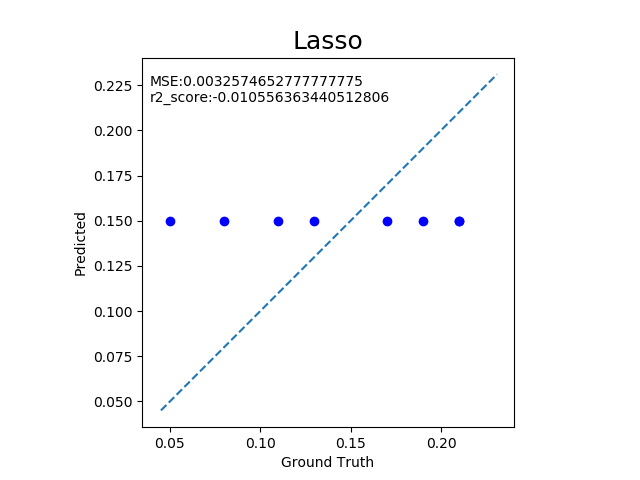 Lasso
MSE:0.0032574652777777775
r2_score:-0.010556363440512806
0.225
0.200
0.175
0.150
0.125
0.100
0.075
0.050
Predicted
0.05 0.10 0.15 0.20
Ground Truth